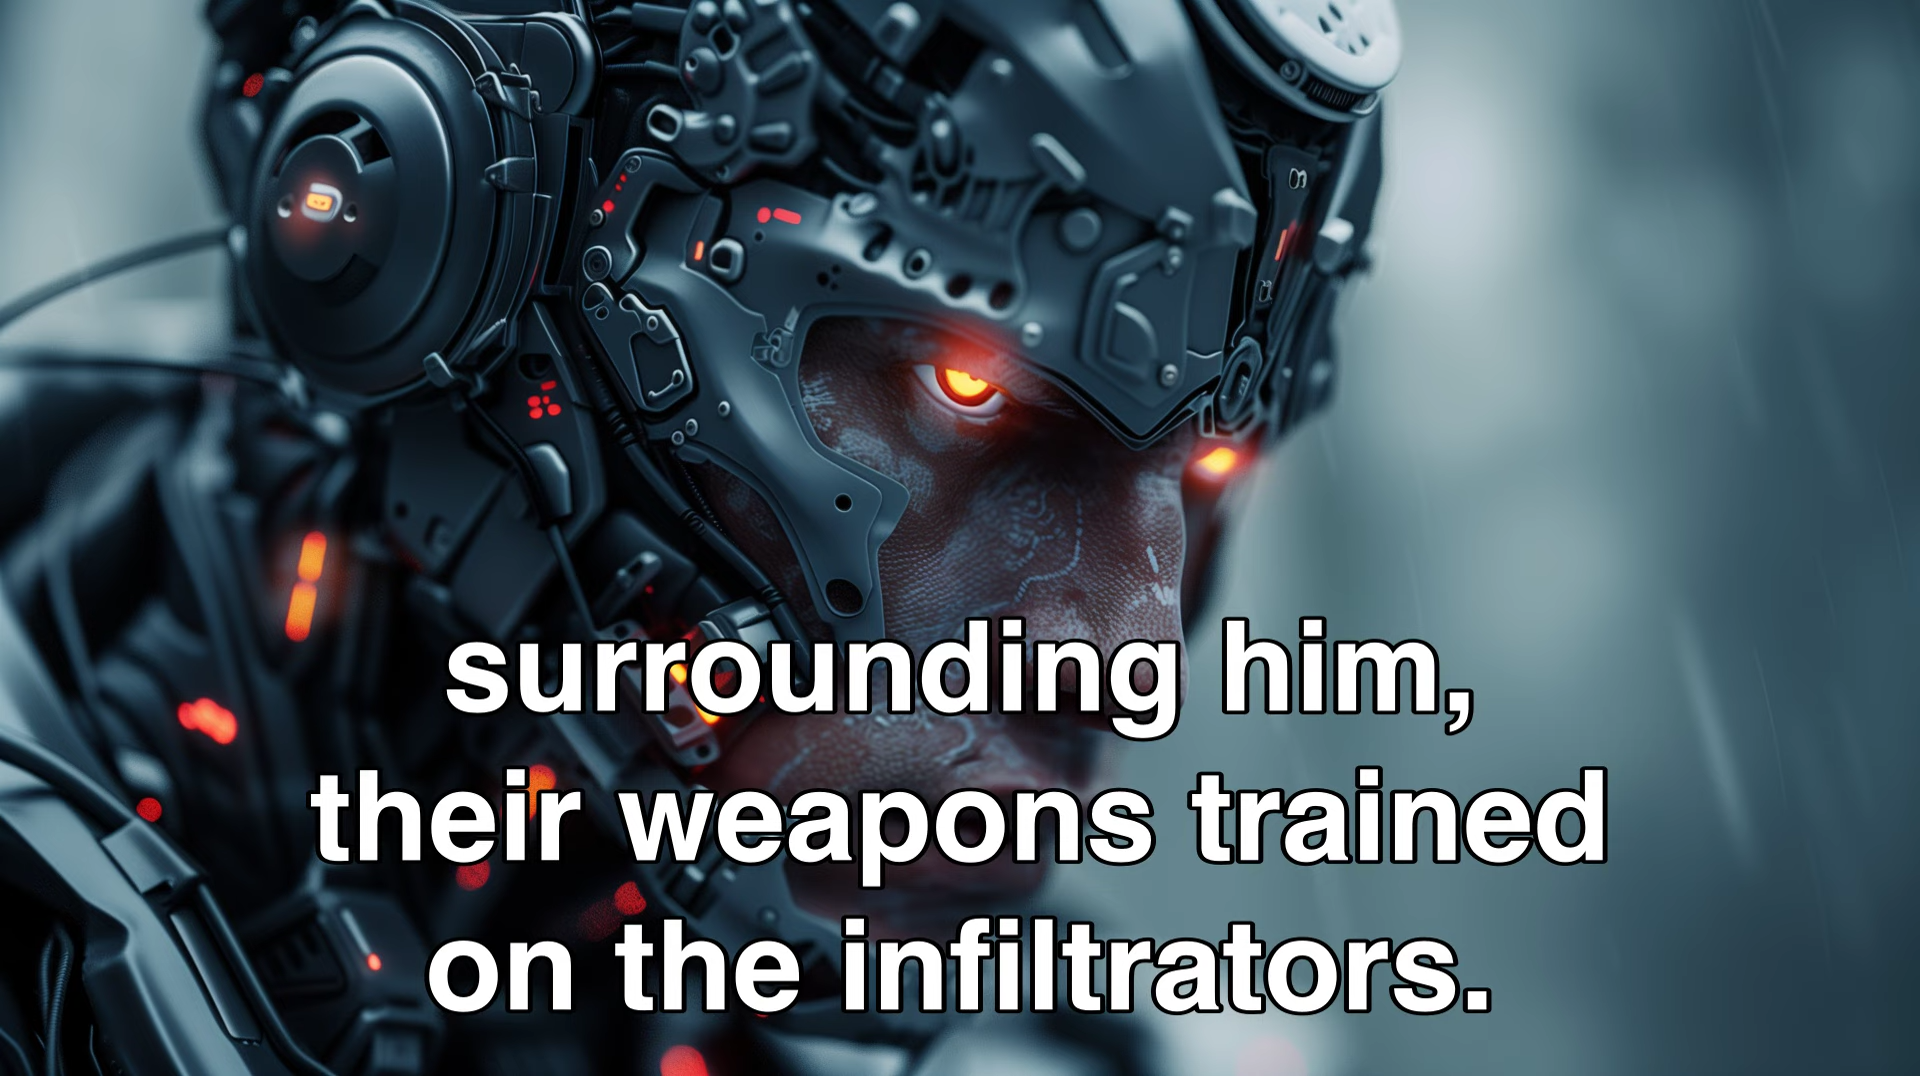 surrounding him,
their weapons trained
on the infiltrators.